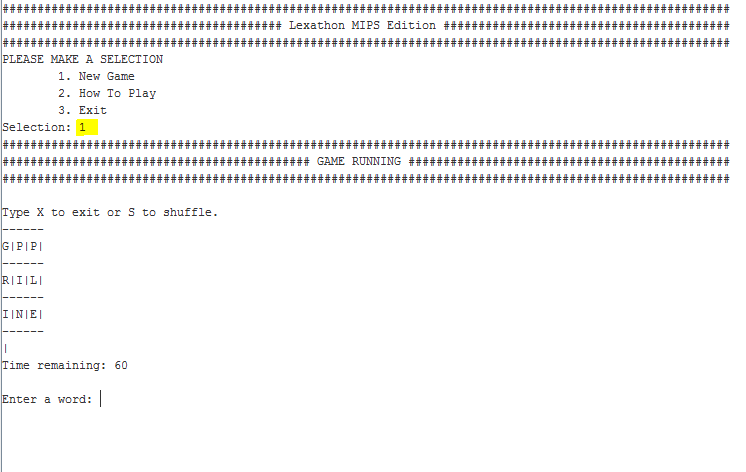 ########################################################################################################
######################################## Lexathon MIPS Edition #########################################
########################################################################################################
PLEASE MAKE A SELECTION
1. New Game
2. How To Play
3. Exit
Selection: 1
########################################################################################################
############################################ GAME RUNNING ##############################################
########################################################################################################
Type X to exit or S to shuffle.
------
G|P|P|
------
R|I|L|
------
I|N|E|
------
|
Time remaining: 60
Enter a word: